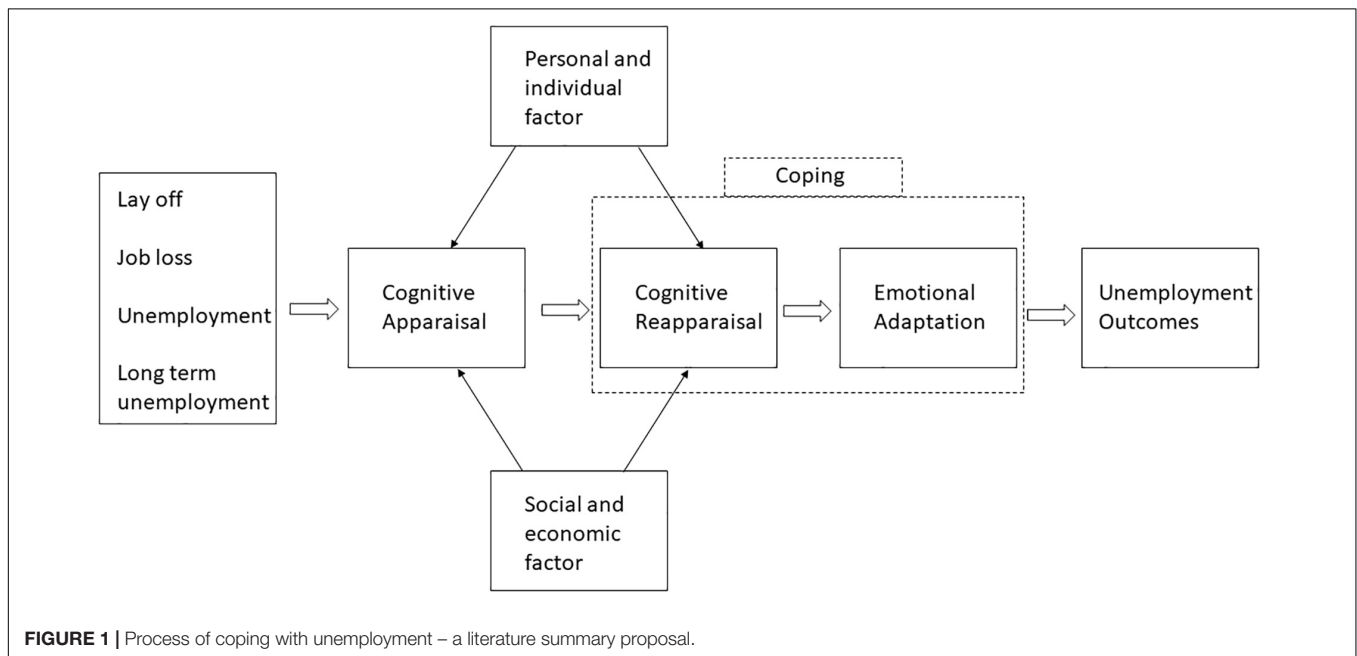 Personal and
individual
factor
Coping
Lay off
Job loss
Unemployment
Long term
unemployment
Cognitive
Apparaisal
Cognitive
Reapparaisal
Emotional
Adaptation
Unemployment
Outcomes
Social and
economic
factor
FIGURE 1 | Process of coping with unemployment – a literature summary proposal.